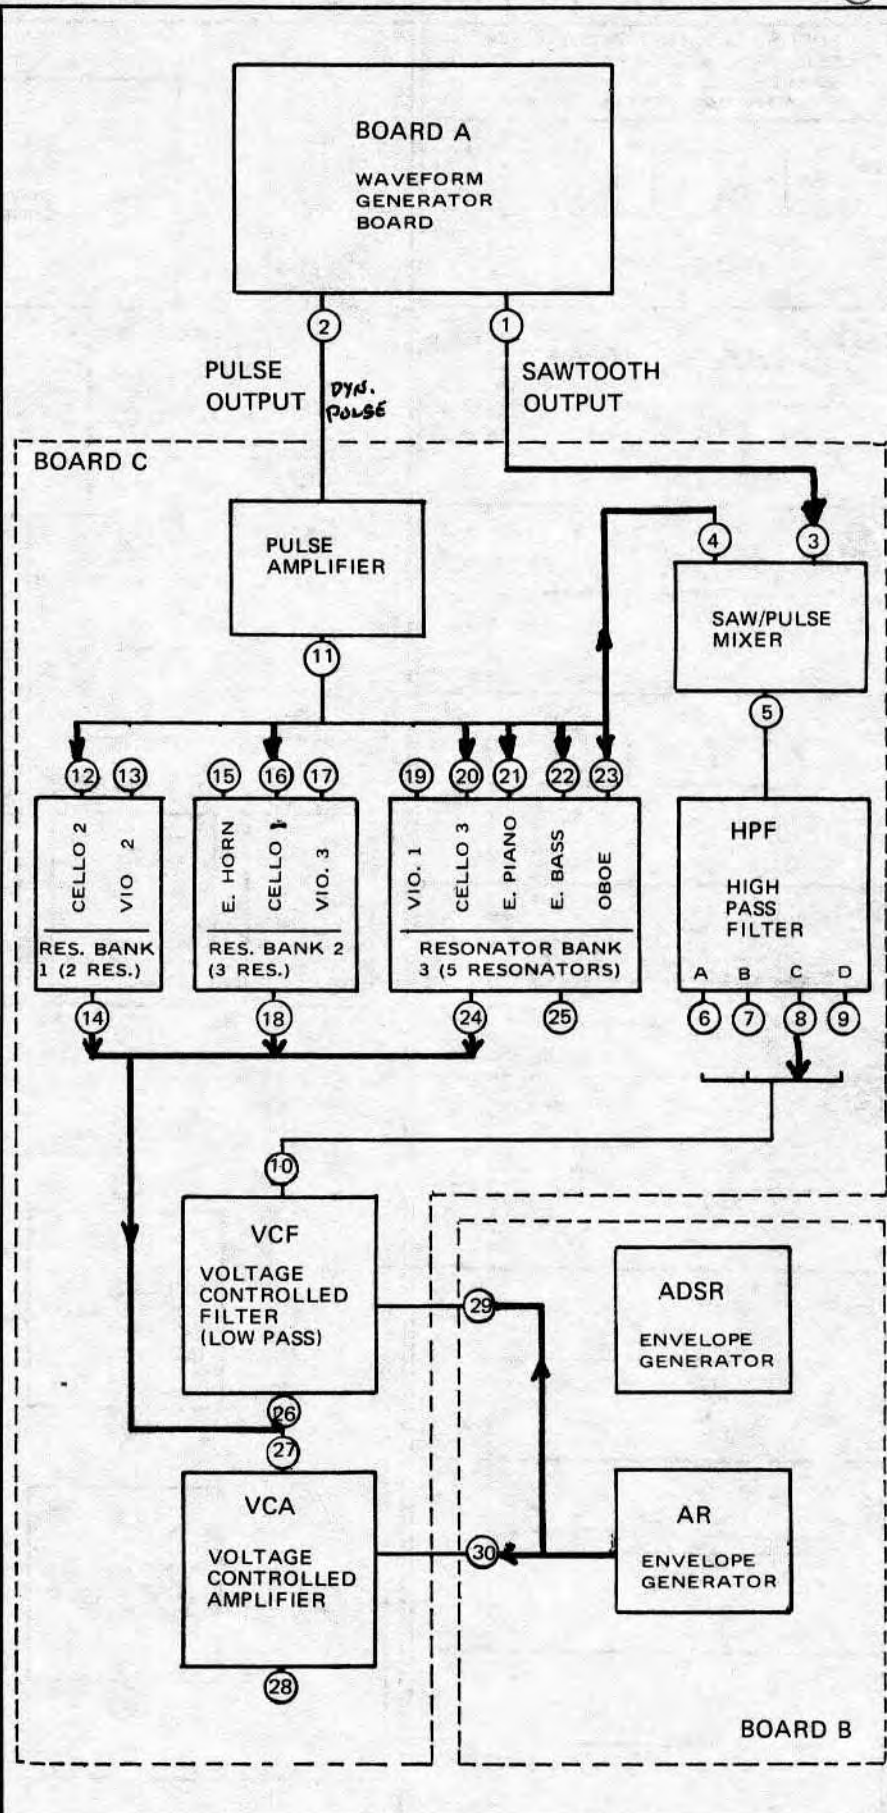 BOARD A
WAVEFORM
GENERATOR
BOARD
2
1
PULSE
OUTPUT
DYN.
PULSE
SAWTOOTH
OUTPUT
BOARD C
PULSE
AMPLIFIER
11
4
3
SAW/PULSE
MIXER
5
12
13
15
16
17
19
20
21
22
23
CELLO 2
VIO 2
E. HORN
CELLO 1
VIO. 3
VIO. 1
CELLO 3
E. PIANO
E. BASS
OBOE
RES. BANK
1 (2 RES.)
RES. BANK 2
(3 RES.)
RESONATOR BANK
3 (5 RESONATORS)
HPF
HIGH
PASS
FILTER
A B C D
14
18
24
25
6
7
8
9
10
VCF
VOLTAGE
CONTROLLED
FILTER
(LOW PASS)
29
26
27
VCA
VOLTAGE
CONTROLLED
AMPLIFIER
28
30
ADSR
ENVELOPE
GENERATOR
AR
ENVELOPE
GENERATOR
BOARD B